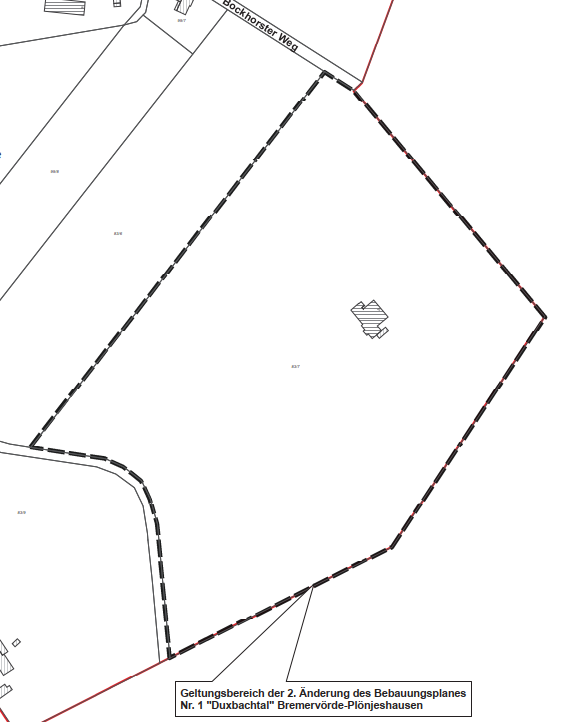 Bockhorster Weg
Geltungsbereich der 2. Änderung des Bebauungsplanes
Nr. 1 "Duxbachtal" Bremervörde-Plönjeshausen